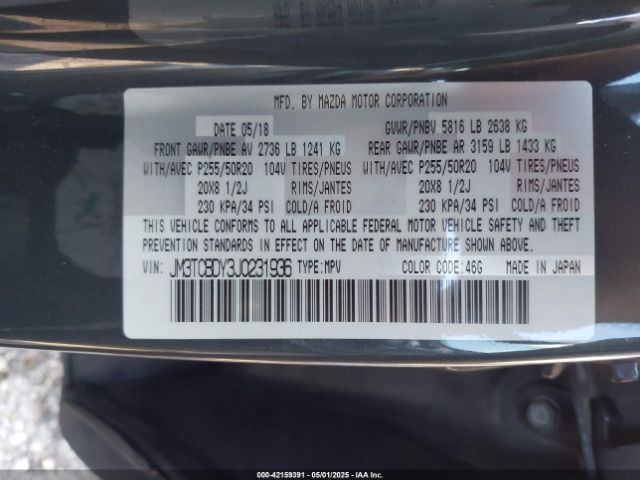 MFD. BY MAZDA MOTOR CORPORATION
DATE 05/18 GVWR/PNBV 5816 LB 2638 KG
FRONT GAWR/PNBE AV 2736 LB 1241 KG REAR GAWR/PNBE AR 3159 LB 1433 KG
WITH/AVEC P255/50R20 104V TIRES/PNEUS WITH/AVEC P255/50R20 104V TIRES/PNEUS
20X8 1/2J RIMS/JANTES 20X8 1/2J RIMS/JANTES
230 KPA/34 PSI COLD/A FROID 230 KPA/34 PSI COLD/A FROID
THIS VEHICLE CONFORMS TO ALL APPLICABLE FEDERAL MOTOR VEHICLE SAFETY AND THEFT
PREVENTION STANDARDS IN EFFECT ON THE DATE OF MANUFACTURE SHOWN ABOVE.
VIN: JM3TCBDY3J0231936 TYPE:MPV COLOR CODE:46G MADE IN JAPAN
000-42159391 - 05/01/2025 - IAAI.COM